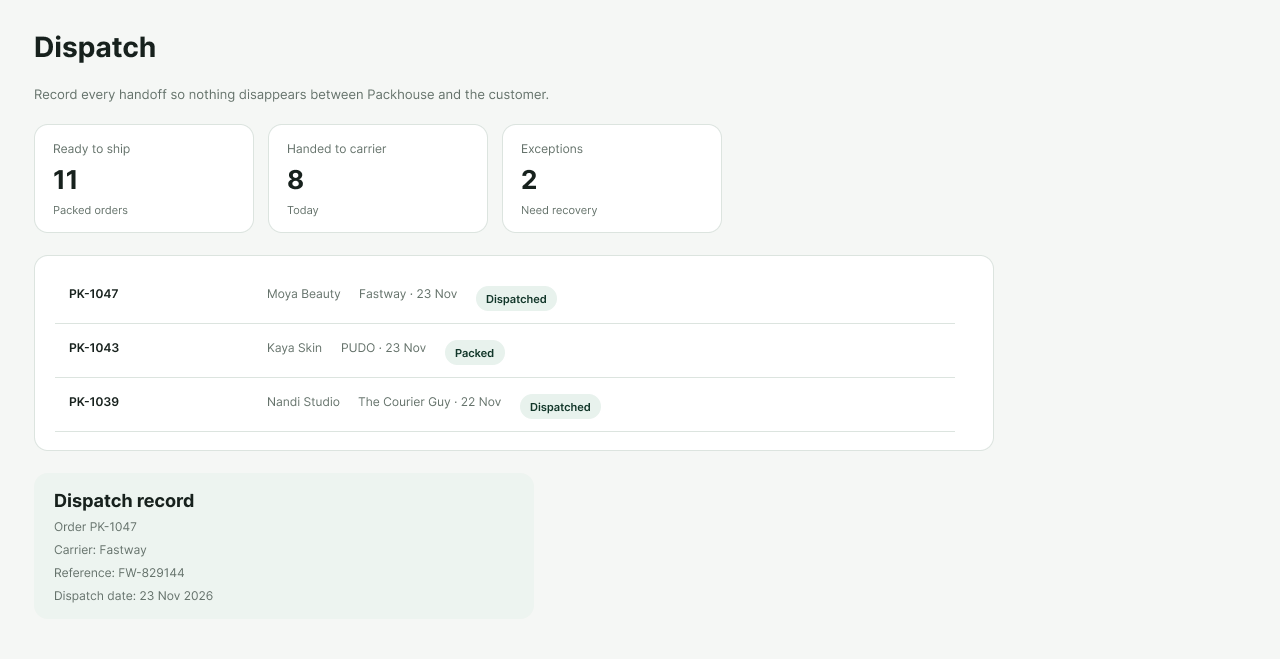 Dispatch
Record every handoff so nothing disappears between Packhouse and the customer.
Ready to ship
11
Packed orders
Handed to carrier
8
Today
Exceptions
2
Need recovery
PK-1047 Moya Beauty Fastway · 23 Nov Dispatched
PK-1043 Kaya Skin PUDO · 23 Nov Packed
PK-1039 Nandi Studio The Courier Guy · 22 Nov Dispatched
Dispatch record
Order PK-1047
Carrier: Fastway
Reference: FW-829144
Dispatch date: 23 Nov 2026